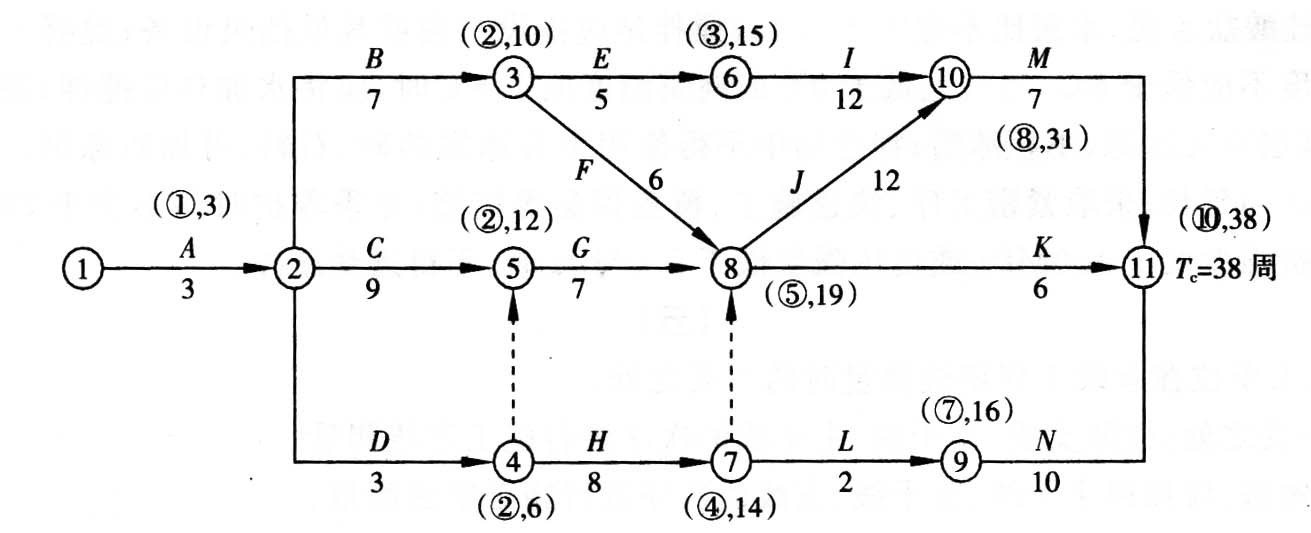 (②,10) (③,15)
B E I M
③ ⑥ ⑩
7 5 12 7
(⑧,31)
F 6 J 12
(①,3) (②,12) (⑩,38)
A C G K
① ② ⑤ ⑧ ⑪ Tc=38 周
3 9 7 6
(⑤,19)
(⑦,16)
D H L N
④ ⑦ ⑨
3 8 2 10
(②,6) (④,14)